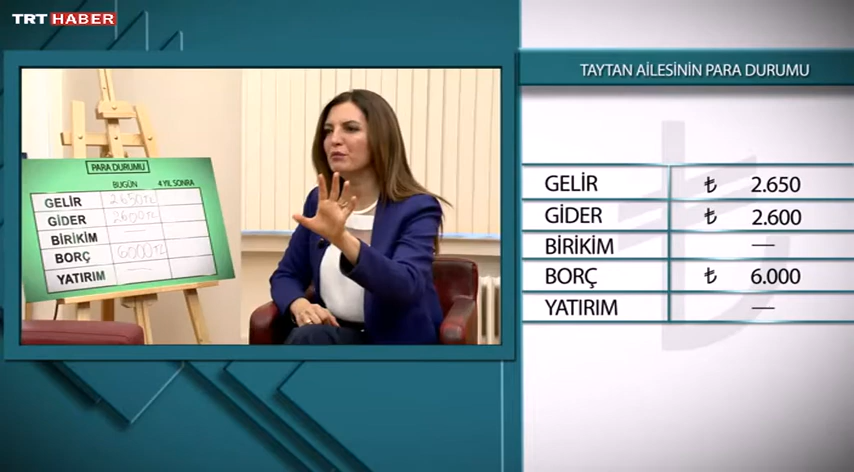 TRT HABER
PARA DURUMU
BUGÜN 4 YIL SONRA
GELİR 2650TL
GİDER 2600TL
BİRİKİM —
BORÇ 6000TL
YATIRIM —
TAYTAN AİLESİNİN PARA DURUMU
GELİR ₺ 2.650
GİDER ₺ 2.600
BİRİKİM —
BORÇ ₺ 6.000
YATIRIM —